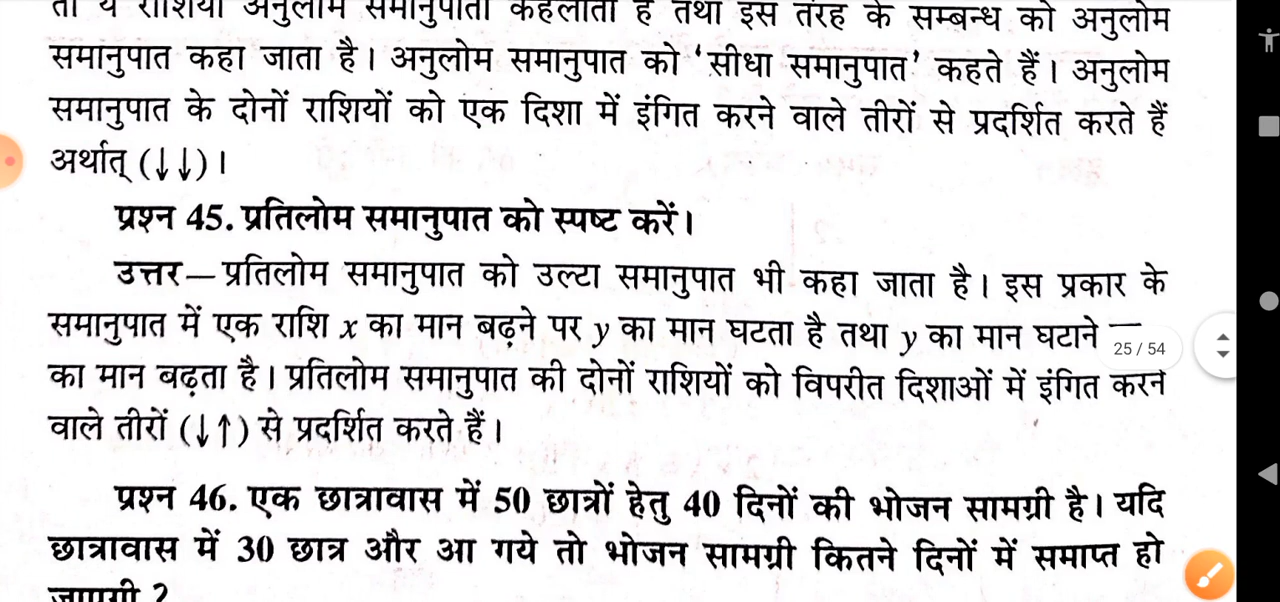 तो ये राशियाँ अनुलोम समानुपाती कहलाती हैं तथा इस तरह के सम्बन्ध को अनुलोम
समानुपात कहा जाता है। अनुलोम समानुपात को ‘सीधा समानुपात’ कहते हैं। अनुलोम
समानुपात के दोनों राशियों को एक दिशा में इंगित करने वाले तीरों से प्रदर्शित करते हैं
अर्थात् (↓↓)।
प्रश्न 45. प्रतिलोम समानुपात को स्पष्ट करें।
उत्तर—प्रतिलोम समानुपात को उल्टा समानुपात भी कहा जाता है। इस प्रकार के
समानुपात में एक राशि x का मान बढ़ने पर y का मान घटता है तथा y का मान घटाने
25 / 54
का मान बढ़ता है। प्रतिलोम समानुपात की दोनों राशियों को विपरीत दिशाओं में इंगित करने
वाले तीरों (↓↑) से प्रदर्शित करते हैं।
प्रश्न 46. एक छात्रावास में 50 छात्रों हेतु 40 दिनों की भोजन सामग्री है। यदि
छात्रावास में 30 छात्र और आ गये तो भोजन सामग्री कितने दिनों में समाप्त हो
जाएगी ?